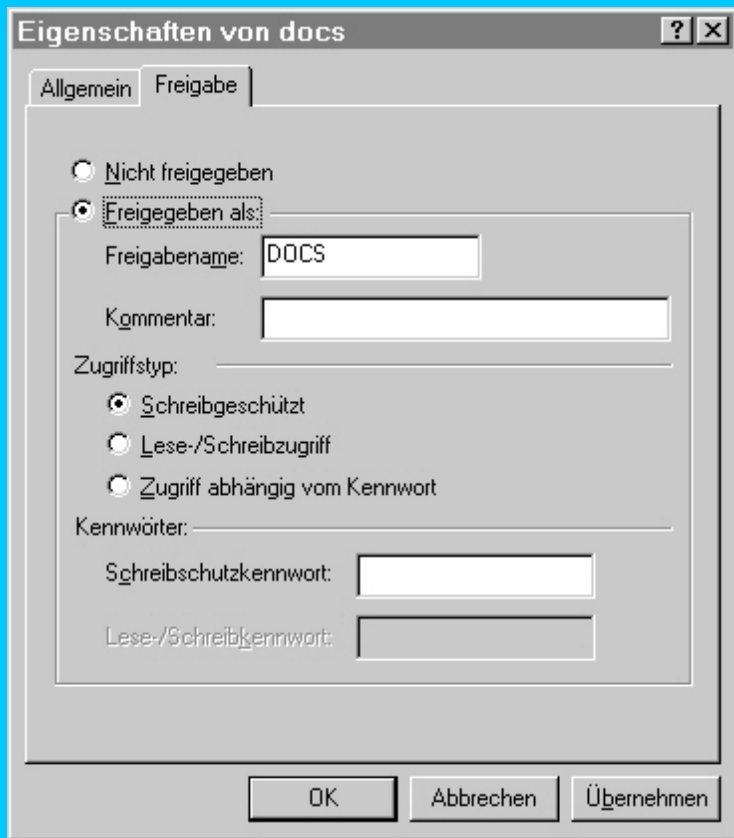 Eigenschaften von docs
Allgemein
Freigabe
Nicht freigegeben
Freigegeben als:
Freigabename: DOCS
Kommentar:
Zugriffstyp:
Schreibgeschützt
Lese-/Schreibzugriff
Zugriff abhängig vom Kennwort
Kennwörter:
Schreibschutzkennwort:
Lese-/Schreibkennwort:
OK Abbrechen Übernehmen